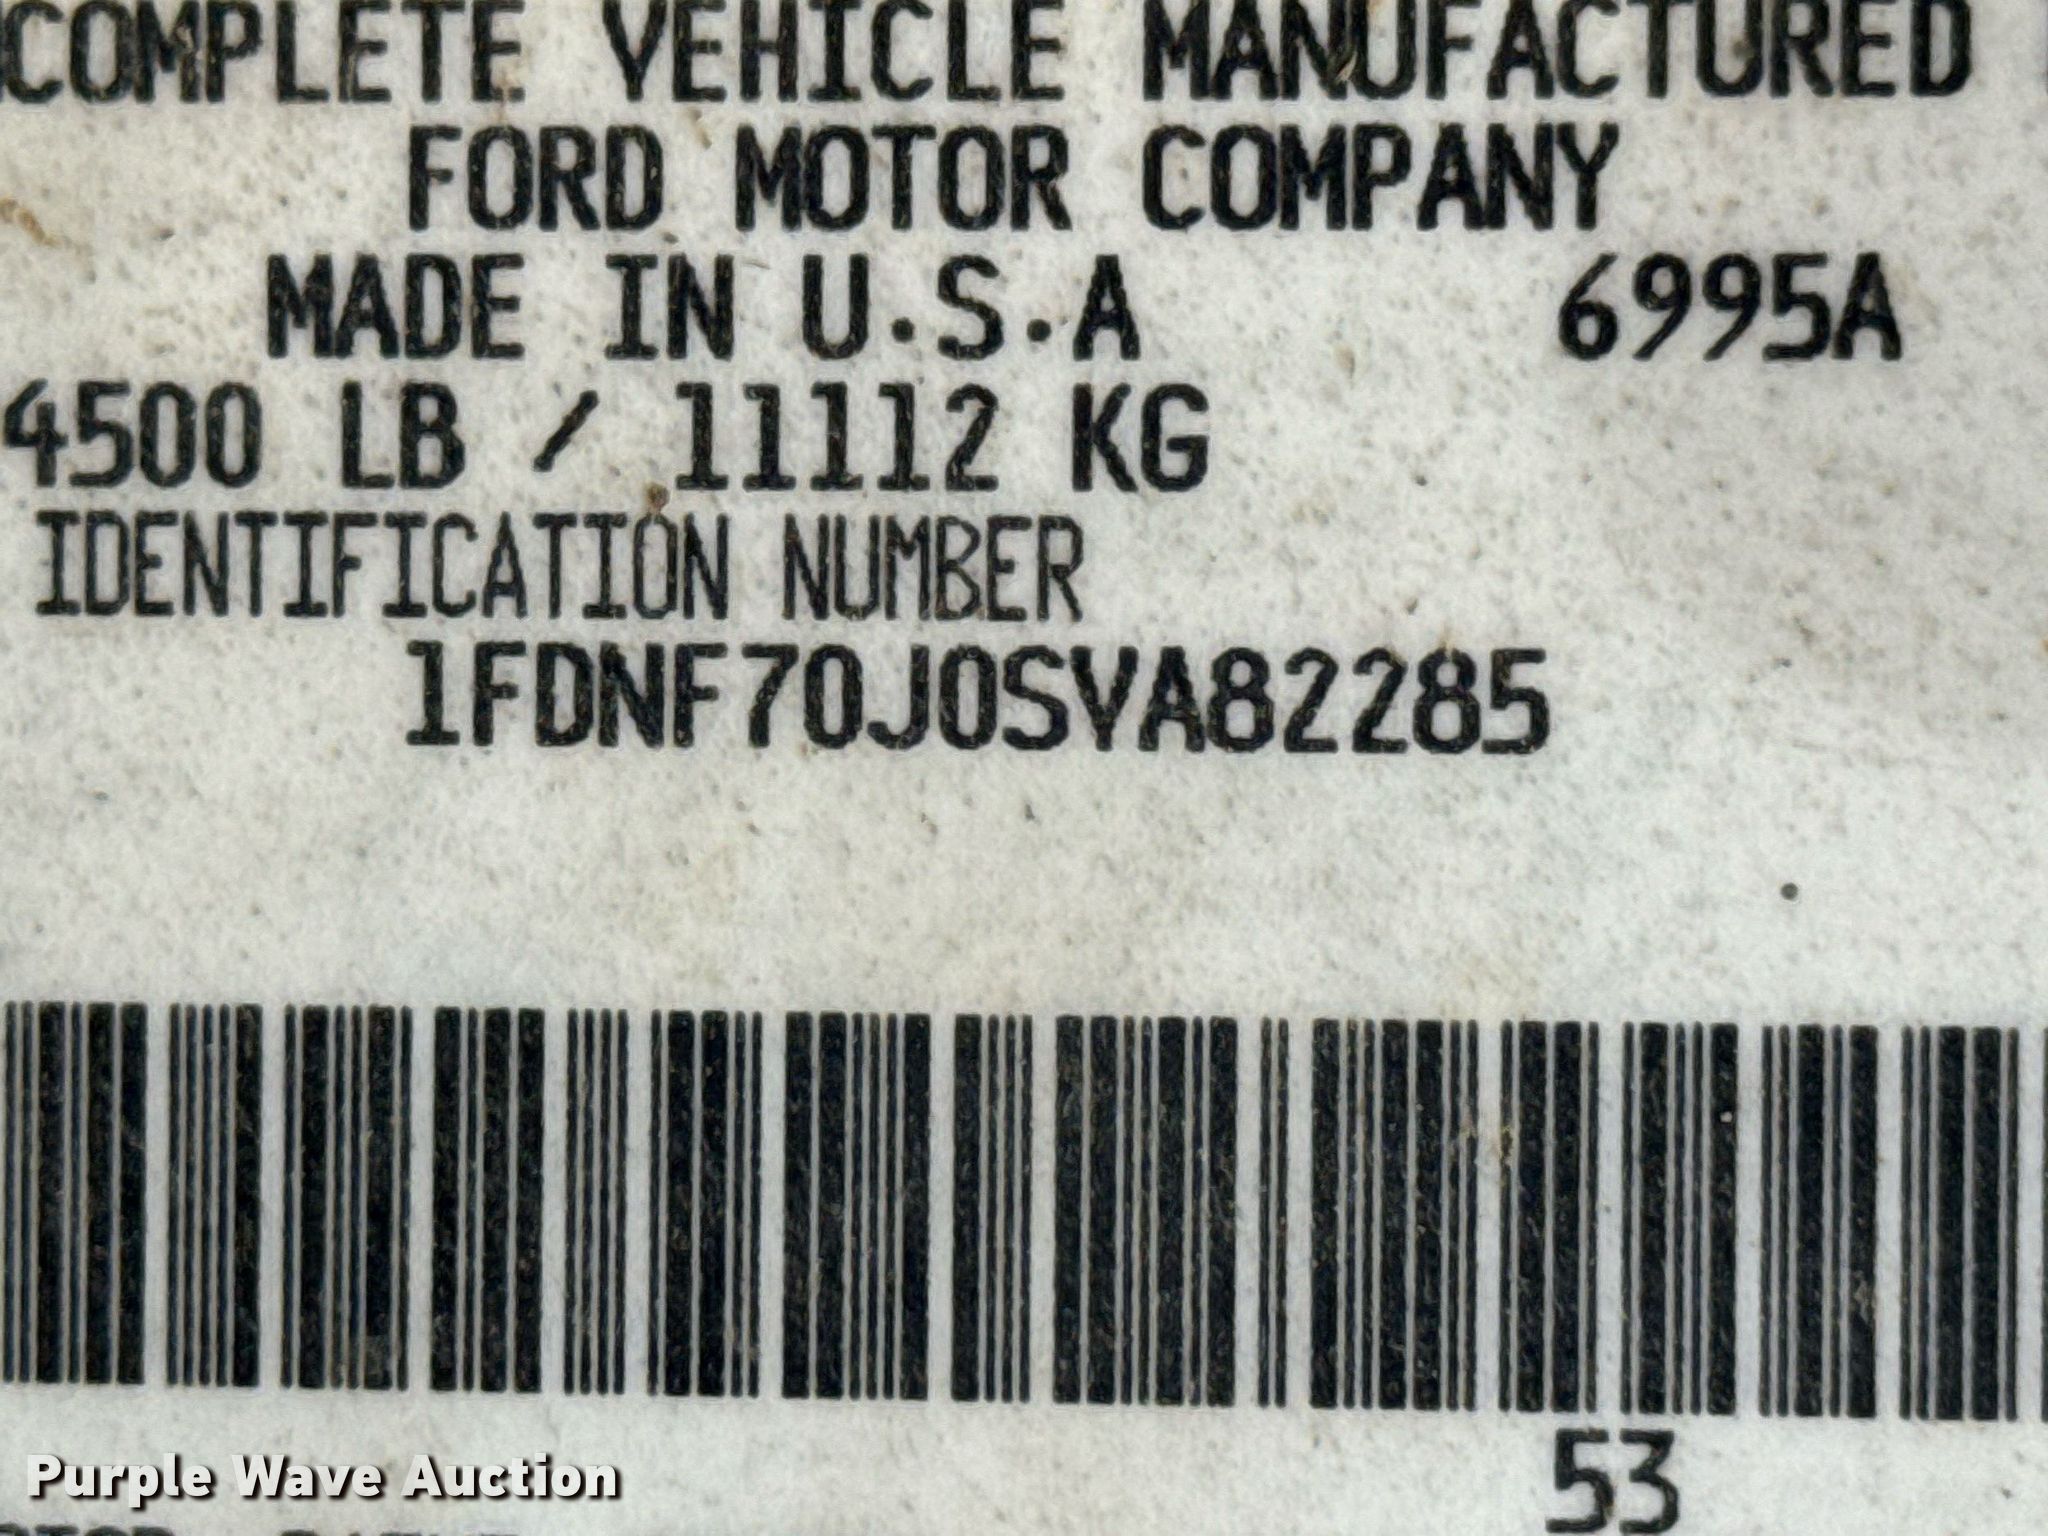 COMPLETE VEHICLE MANUFACTURED
FORD MOTOR COMPANY
MADE IN U.S.A 6995A
4500 LB / 11112 KG
IDENTIFICATION NUMBER
1FDNF70J0SVA82285
53
Purple Wave Auction